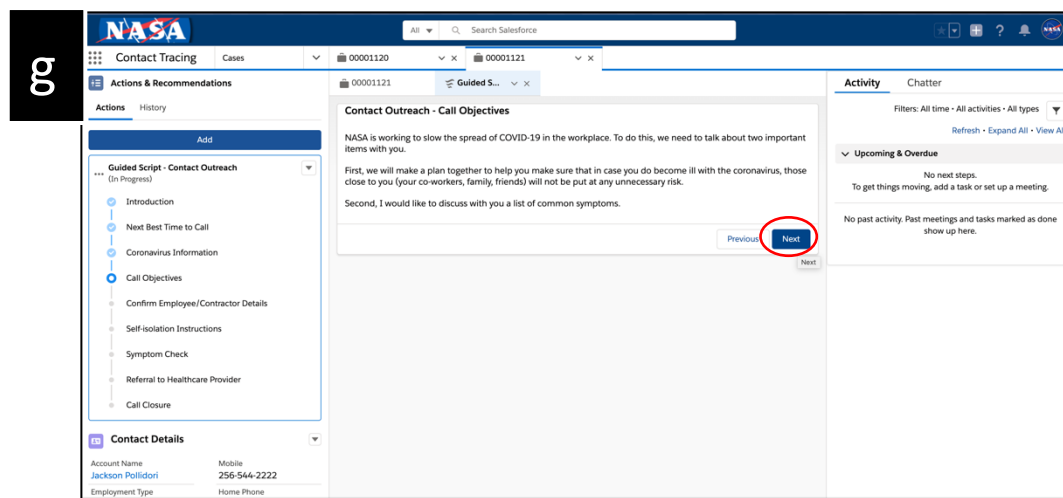 g
NASA
All
Search Salesforce
NASA
Contact Tracing
Cases
00001120
00001121
Actions & Recommendations
Actions
History
Add
Guided Script - Contact Outreach
(In Progress)
Introduction
Next Best Time to Call
Coronavirus Information
Call Objectives
Confirm Employee/Contractor Details
Self-isolation Instructions
Symptom Check
Referral to Healthcare Provider
Call Closure
Contact Details
Account Name
Mobile
Jackson Pollidori
256-544-2222
Employment Type
Home Phone
00001121
Guided S...
Contact Outreach - Call Objectives
NASA is working to slow the spread of COVID-19 in the workplace. To do this, we need to talk about two important
items with you.
First, we will make a plan together to help you make sure that in case you do become ill with the coronavirus, those
close to you (your co-workers, family, friends) will not be put at any unnecessary risk.
Second, I would like to discuss with you a list of common symptoms.
Previous
Next
Next
Activity
Chatter
Filters: All time • All activities • All types
Refresh • Expand All • View Al
Upcoming & Overdue
No next steps.
To get things moving, add a task or set up a meeting.
No past activity. Past meetings and tasks marked as done
show up here.